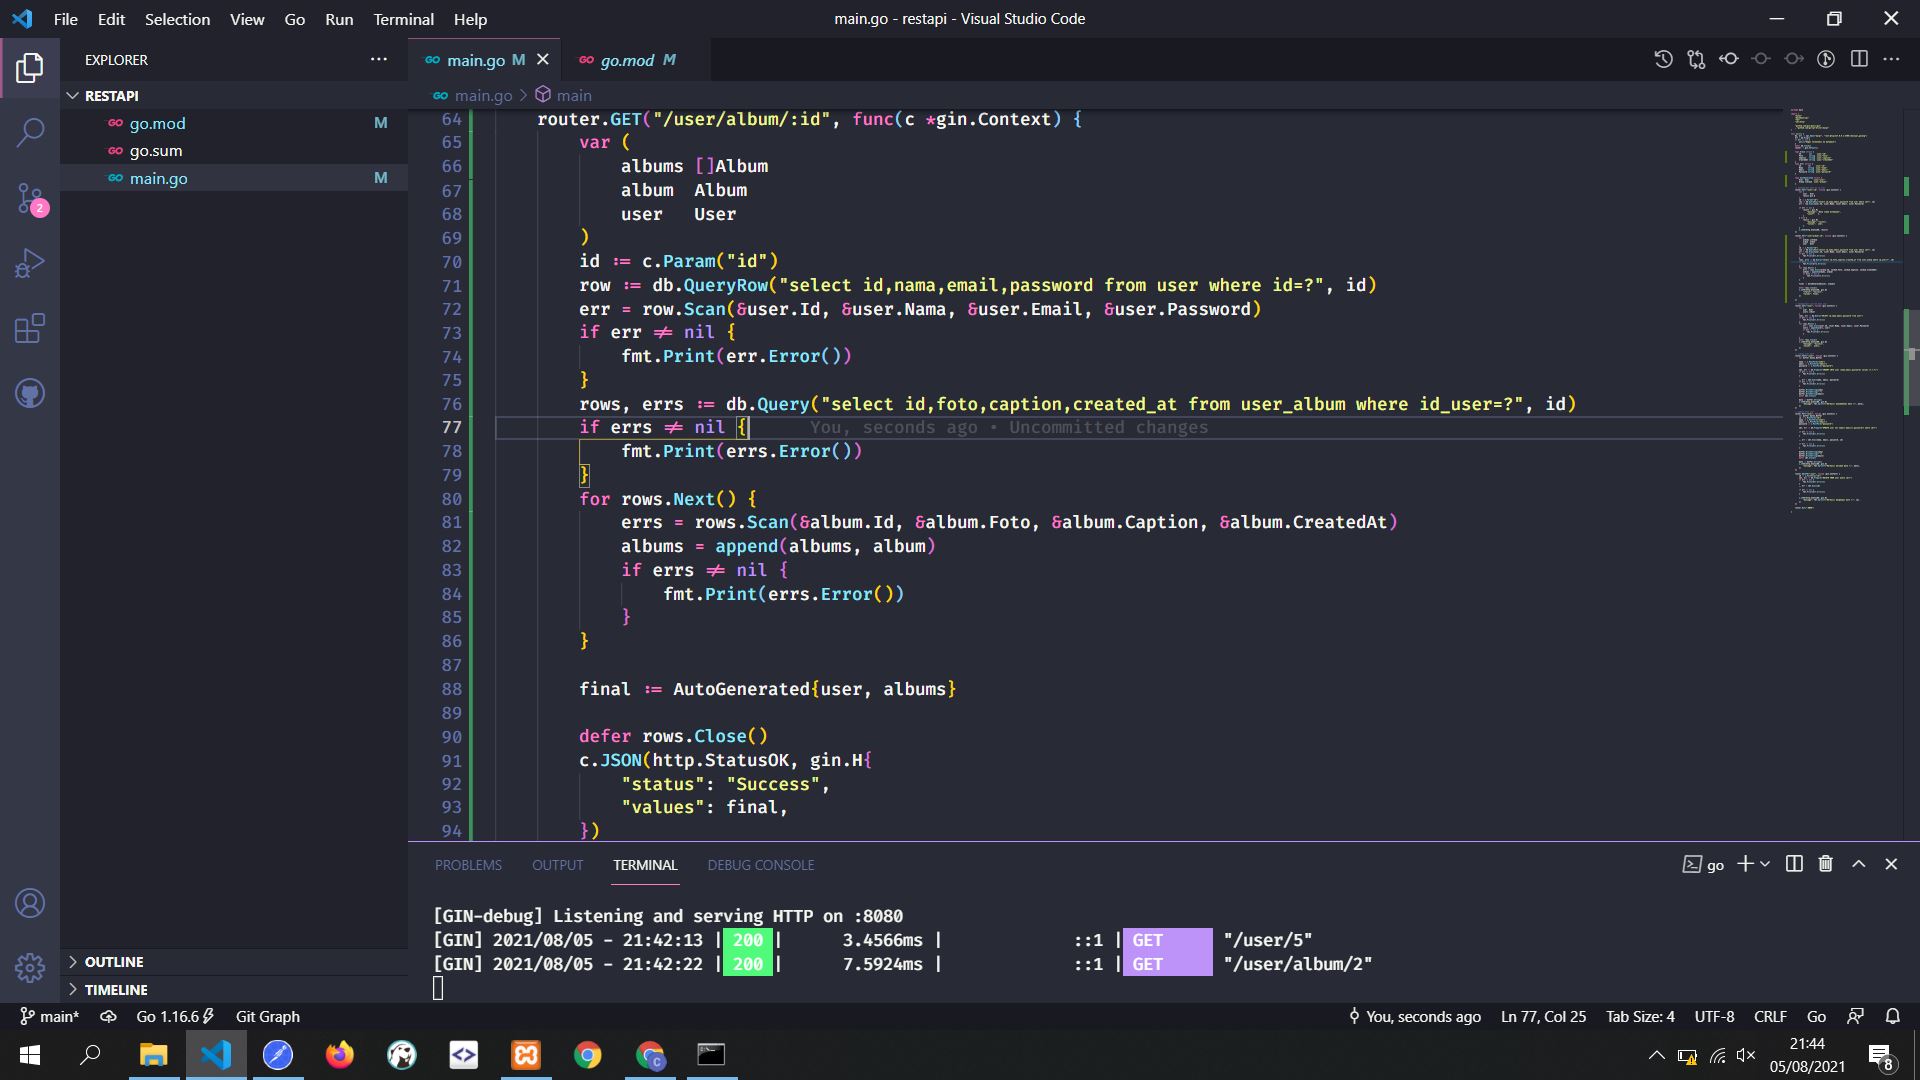 File Edit Selection View Go Run Terminal Help
main.go - restapi - Visual Studio Code
EXPLORER
RESTAPI
go.mod M
go.sum
main.go M
2
OUTLINE
TIMELINE
main.go M
go.mod M
main.go > main
64 router.GET("/user/album/:id", func(c *gin.Context) {
65 var (
66 albums []Album
67 album Album
68 user User
69 )
70 id := c.Param("id")
71 row := db.QueryRow("select id,nama,email,password from user where id=?", id)
72 err = row.Scan(&user.Id, &user.Nama, &user.Email, &user.Password)
73 if err != nil {
74 fmt.Print(err.Error())
75 }
76 rows, errs := db.Query("select id,foto,caption,created_at from user_album where id_user=?", id)
77 if errs != nil { You, seconds ago • Uncommitted changes
78 fmt.Print(errs.Error())
79 }
80 for rows.Next() {
81 errs = rows.Scan(&album.Id, &album.Foto, &album.Caption, &album.CreatedAt)
82 albums = append(albums, album)
83 if errs != nil {
84 fmt.Print(errs.Error())
85 }
86 }
87
88 final := AutoGenerated{user, albums}
89
90 defer rows.Close()
91 c.JSON(http.StatusOK, gin.H{
92 "status": "Success",
93 "values": final,
94 })
PROBLEMS OUTPUT TERMINAL DEBUG CONSOLE
go
[GIN-debug] Listening and serving HTTP on :8080
[GIN] 2021/08/05 - 21:42:13 | 200 | 3.4566ms | ::1 | GET "/user/5"
[GIN] 2021/08/05 - 21:42:22 | 200 | 7.5924ms | ::1 | GET "/user/album/2"
main* Go 1.16.6 Git Graph
You, seconds ago Ln 77, Col 25 Tab Size: 4 UTF-8 CRLF Go
21:44
05/08/2021
8